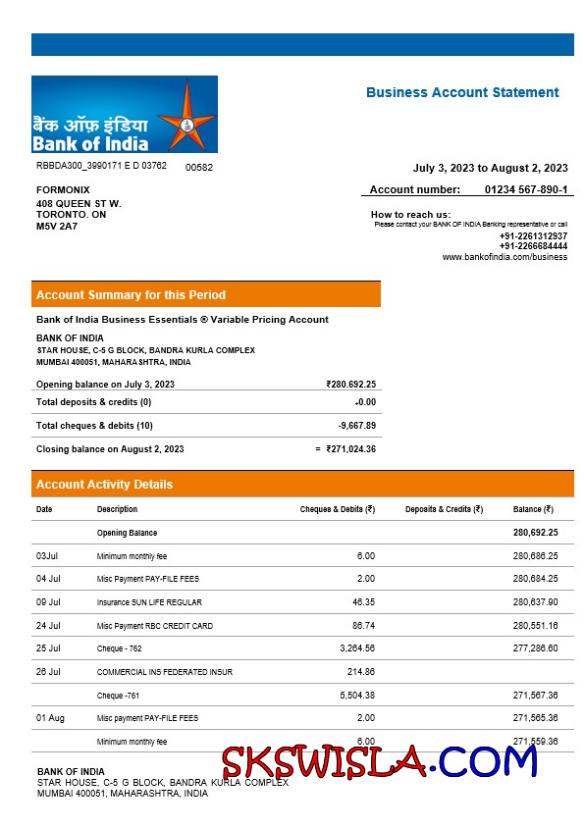 बैंक ऑफ़ इंडिया
Bank of India
Business Account Statement
RBBDA300_3990171 E D 03762 00582
July 3, 2023 to August 2, 2023
Account number: 01234 567-890-1
FORMONIX
408 QUEEN ST W.
TORONTO. ON
M5V 2A7
How to reach us:
Please contact your BANK OF INDIA Banking representative or call
+91-2261312937
+91-2266684444
www.bankofindia.com/business
Account Summary for this Period
Bank of India Business Essentials ® Variable Pricing Account
BANK OF INDIA
STAR HOUSE, C-5 G BLOCK, BANDRA KURLA COMPLEX
MUMBAI 400051, MAHARASHTRA, INDIA
Opening balance on July 3, 2023 ₹280.692.25
Total deposits & credits (0) -0.00
Total cheques & debits (10) -9,667.89
Closing balance on August 2, 2023 = ₹271,024.36
Account Activity Details
Date Description Cheques & Debits (₹) Deposits & Credits (₹) Balance (₹)
Opening Balance 280,692.25
03Jul Minimum monthly fee 6.00 280,686.25
04 Jul Misc Payment PAY-FILE FEES 2.00 280,684.25
09 Jul Insurance SUN LIFE REGULAR 46.35 280,637.90
24 Jul Misc Payment RBC CREDIT CARD 86.74 280,551.16
25 Jul Cheque - 762 3,264.56 277,286.60
26 Jul COMMERCIAL INS FEDERATED INSUR 214.86
Cheque -761 5,504.38 271,567.36
01 Aug Misc payment PAY-FILE FEES 2.00 271,565.36
Minimum monthly fee 6.00 271,559.36
SKSWISLA.COM
BANK OF INDIA
STAR HOUSE, C-5 G BLOCK, BANDRA KURLA COMPLEX
MUMBAI 400051, MAHARASHTRA, INDIA